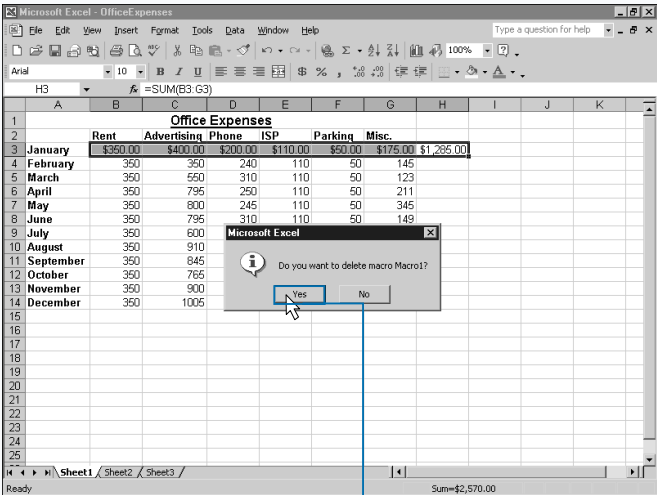 Microsoft Excel - OfficeExpenses
File Edit View Insert Format Tools Data Window Help Type a question for help
100%
Arial 10 B I U $ % ,
H3 fx =SUM(B3:G3)
A B C D E F G H I J K
1 Office Expenses
2 Rent Advertising Phone ISP Parking Misc.
3 January $350.00 $400.00 $200.00 $110.00 $50.00 $175.00 $1,285.00
4 February 350 350 240 110 50 145
5 March 350 550 310 110 50 123
6 April 350 795 250 110 50 211
7 May 350 800 245 110 50 345
8 June 350 795 310 110 50 149
9 July 350 600
10 August 350 910
11 September 350 845
12 October 350 765
13 November 350 900
14 December 350 1005
15
16
17
18
19
20
21
22
23
24
25
Microsoft Excel
Do you want to delete macro Macro1?
Yes No
Sheet1 Sheet2 Sheet3
Ready Sum=$2,570.00